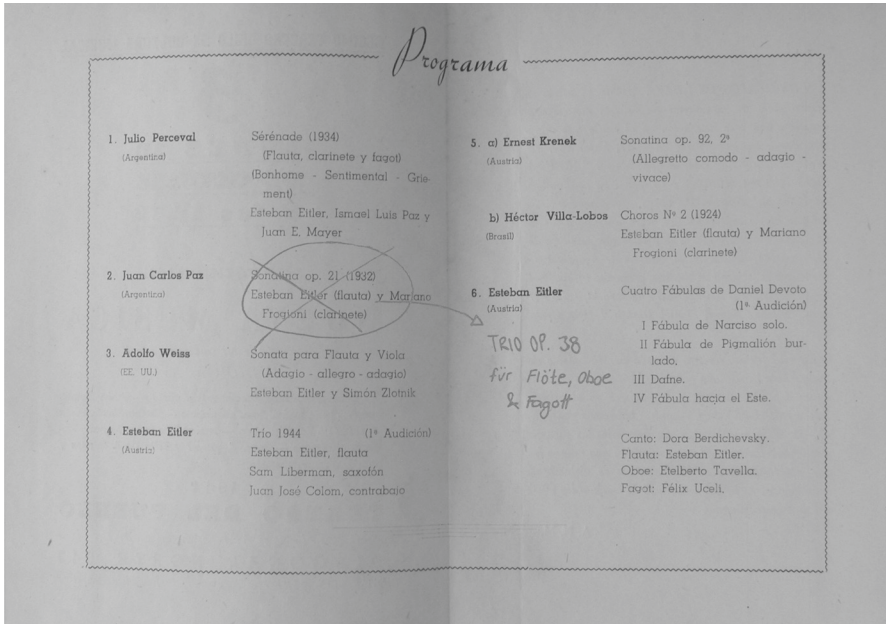 Programa
1. Julio Perceval
(Argentina)
Sérénade (1934)
(Flauta, clarinete y fagot)
(Bonhome - Sentimental - Grie-
ment)
Esteban Eitler, Ismael Luis Paz y
Juan E. Mayer
2. Juan Carlos Paz
(Argentina)
Sonatina op. 21 (1932)
Esteban Eitler (flauta) y Mariano
Frogioni (clarinete)
3. Adolfo Weiss
(EE. UU.)
Sonata para Flauta y Viola
(Adagio - allegro - adagio)
Esteban Eitler y Simón Zlotnik
4. Esteban Eitler
(Austria)
Trío 1944 (1ª Audición)
Esteban Eitler, flauta
Sam Liberman, saxofón
Juan José Colom, contrabajo
5. a) Ernest Krenek
(Austria)
Sonatina op. 92, 2ª
(Allegretto comodo - adagio -
vivace)
b) Héctor Villa-Lobos
(Brasil)
Choros Nº 2 (1924)
Esteban Eitler (flauta) y Mariano
Frogioni (clarinete)
6. Esteban Eitler
(Austria)
Cuatro Fábulas de Daniel Devoto
(1ª Audición)
I Fábula de Narciso solo.
II Fábula de Pigmalión bur-
lado.
III Dafne.
IV Fábula hacia el Este.
Canto: Dora Berdichevsky.
Flauta: Esteban Eitler.
Oboe: Etelberto Tavella.
Fagot: Félix Uceli.
TRIO OP. 38
für Flöte, Oboe
& Fagott